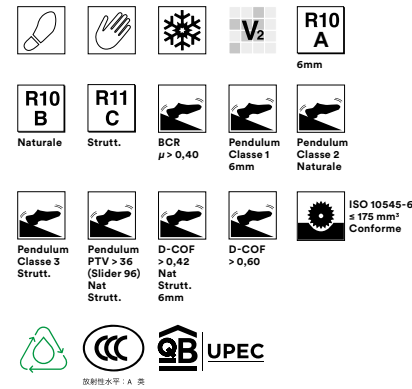 V2
R10
A
6mm
R10
B
Naturale
R11
C
Strutt.
BCR
µ > 0,40
Pendulum
Classe 1
6mm
Pendulum
Classe 2
Naturale
Pendulum
Classe 3
Strutt.
Pendulum
PTV > 36
(Slider 96)
Nat
Strutt.
D-COF
> 0,42
Nat
Strutt.
6mm
D-COF
> 0,60
ISO 10545-6
≤ 175 mm³
Conforme
CCC
放射性水平：A 类
QB UPEC